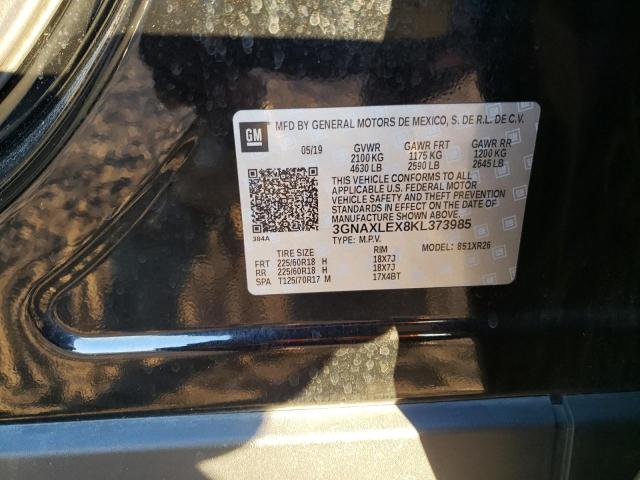 GM MFD BY GENERAL MOTORS DE MEXICO, S. DE R.L. DE C.V.
05/19 GVWR GAWR FRT GAWR RR
2100 KG 1175 KG 1200 KG
4630 LB 2590 LB 2645 LB
THIS VEHICLE CONFORMS TO ALL
APPLICABLE U.S. FEDERAL MOTOR
VEHICLE SAFETY AND THEFT PREVENTION
STANDARDS IN EFFECT ON THE DATE OF
MANUFACTURE SHOWN ABOVE.
3GNAXLEX8KL373985
384A TYPE: M.P.V. MODEL: 851XR26
TIRE SIZE RIM
FRT 225/60R18 H 18X7J
RR 225/60R18 H 18X7J
SPA T125/70R17 M 17X4BT